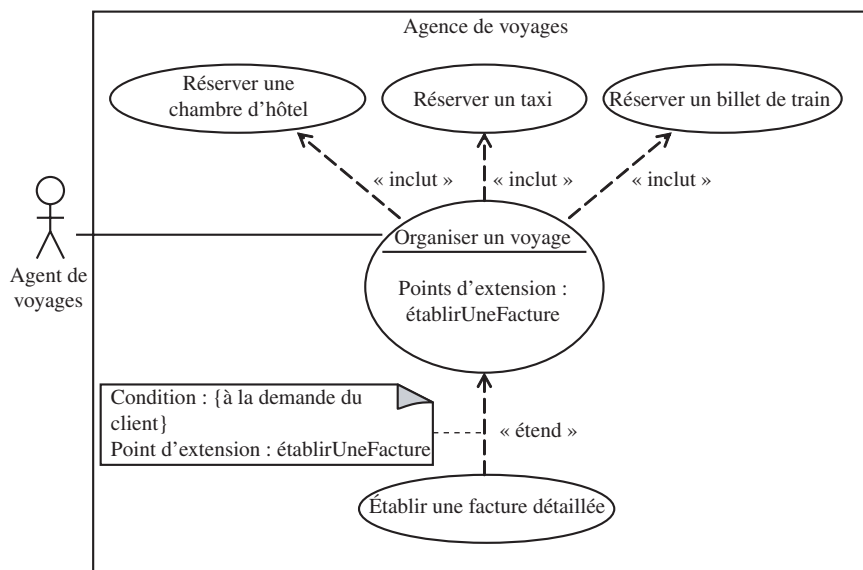 Agence de voyages
Réserver une
chambre d'hôtel
Réserver un taxi
Réserver un billet de train
« inclut »
« inclut »
« inclut »
Organiser un voyage
Agent de
voyages
Points d'extension :
établirUneFacture
Condition : {à la demande du
client}
Point d'extension : établirUneFacture
« étend »
Établir une facture détaillée